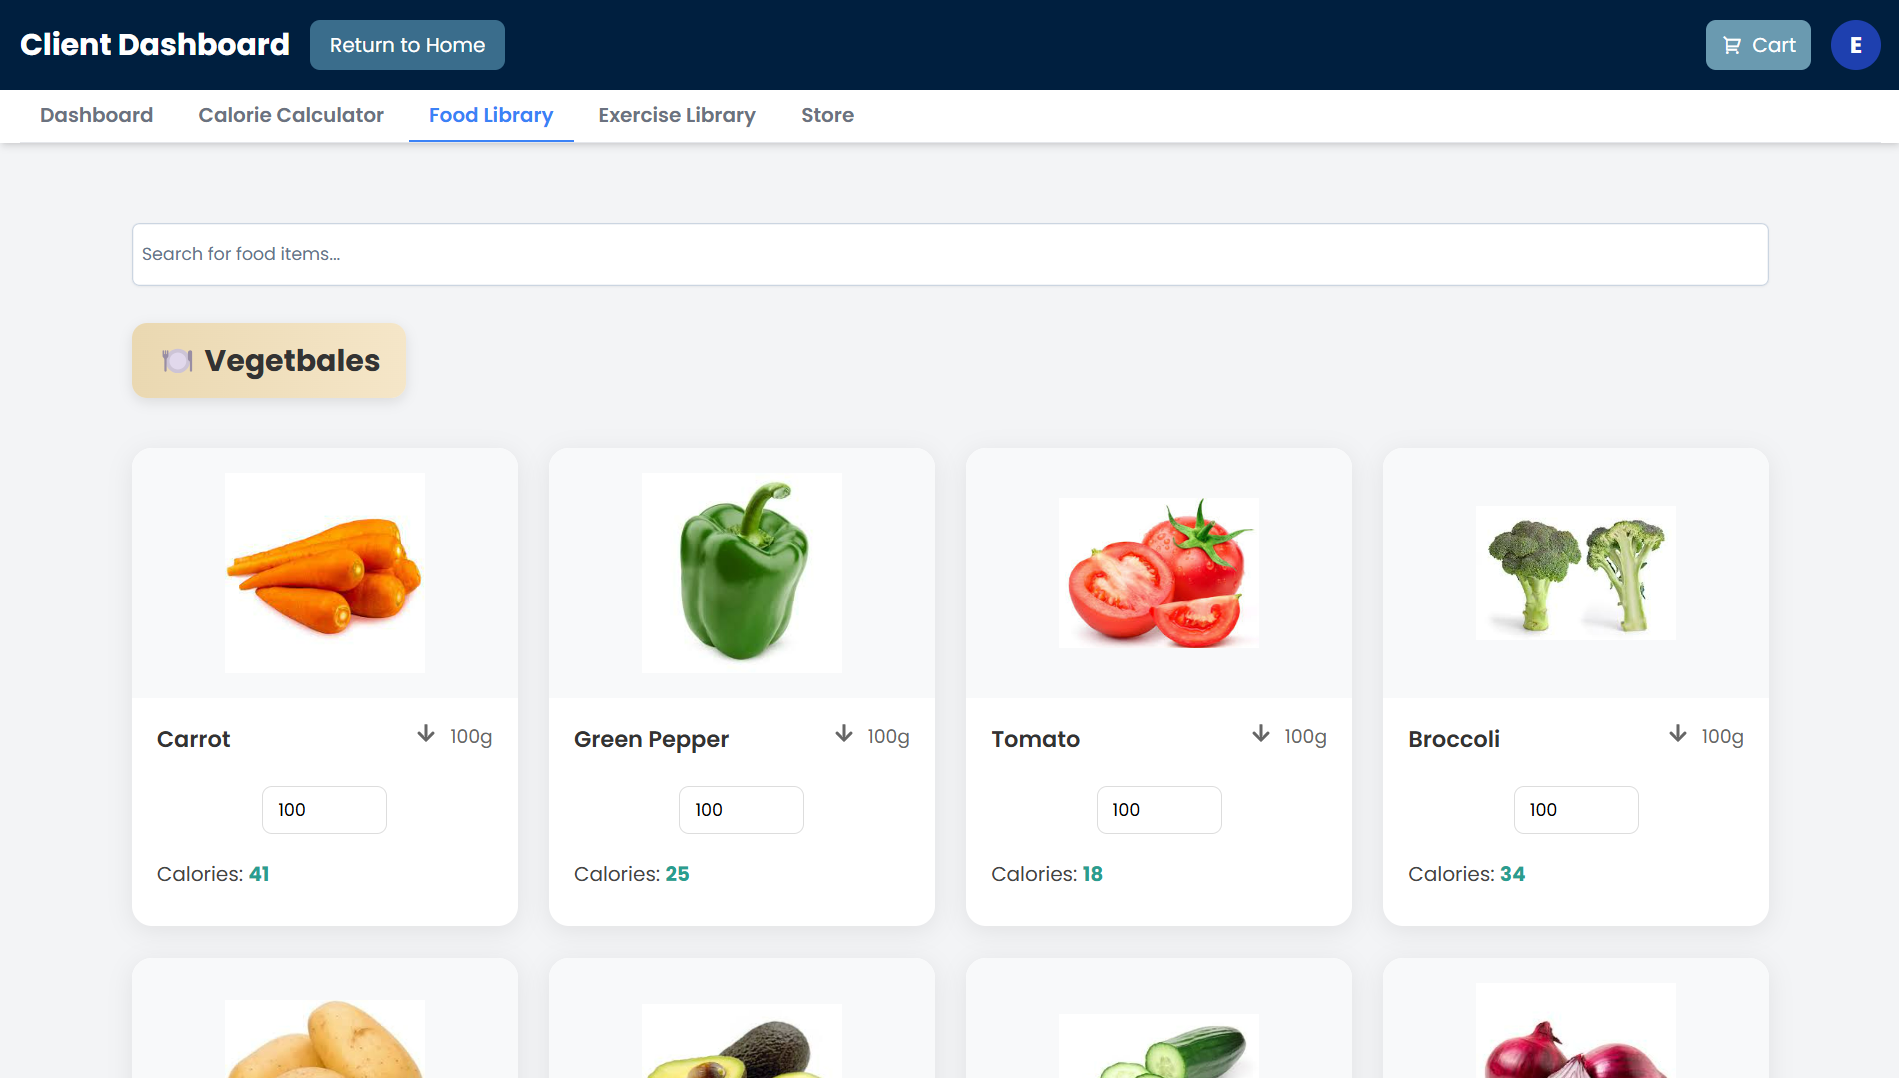 Client Dashboard
Return to Home
Cart
E
Dashboard
Calorie Calculator
Food Library
Exercise Library
Store
Search for food items...
Vegetbales
Carrot
100g
100
Calories: 41
Green Pepper
100g
100
Calories: 25
Tomato
100g
100
Calories: 18
Broccoli
100g
100
Calories: 34